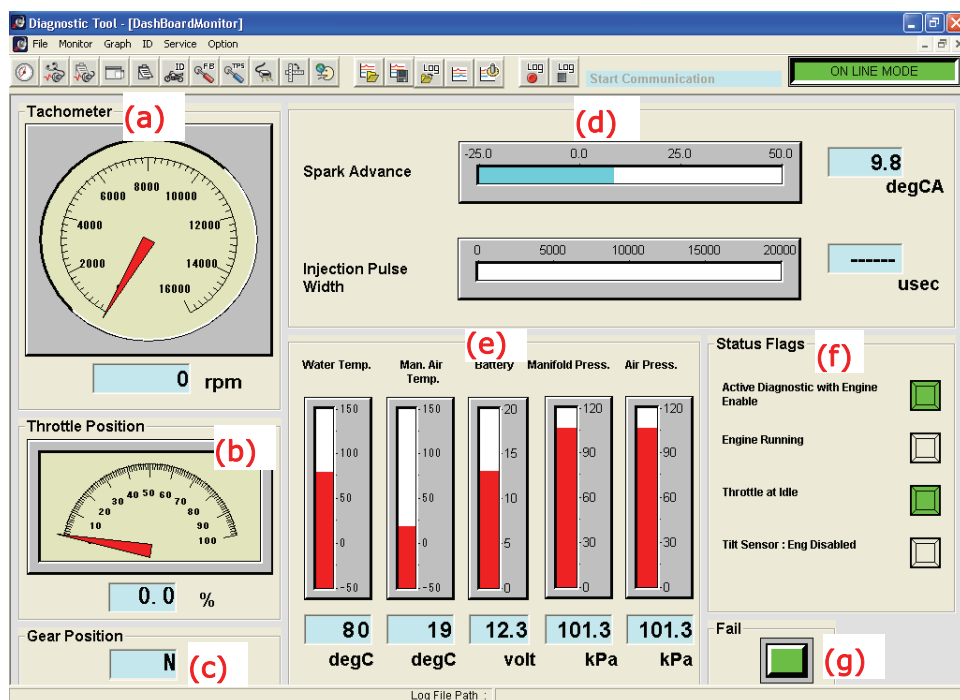 Diagnostic Tool - [DashBoardMonitor]
File Monitor Graph ID Service Option
ID FB TPS LOG LOG LOG
Start Communication
ON LINE MODE
Tachometer
(a)
2000 4000 6000 8000 10000 12000 14000 16000
0 rpm
Throttle Position
(b)
10 20 30 40 50 60 70 80 90 100
0.0 %
Gear Position
N
(c)
(d)
Spark Advance
-25.0 0.0 25.0 50.0
9.8
degCA
Injection Pulse
Width
0 5000 10000 15000 20000
------
usec
(e)
Water Temp. Man. Air Temp. Battery Manifold Press. Air Press.
150 100 50 0 -50
150 100 50 0 -50
20 15 10 5 0
120 90 60 30 0
120 90 60 30 0
80 19 12.3 101.3 101.3
degC degC volt kPa kPa
Status Flags
(f)
Active Diagnostic with Engine
Enable
Engine Running
Throttle at Idle
Tilt Sensor : Eng Disabled
Fail
(g)
Log File Path :